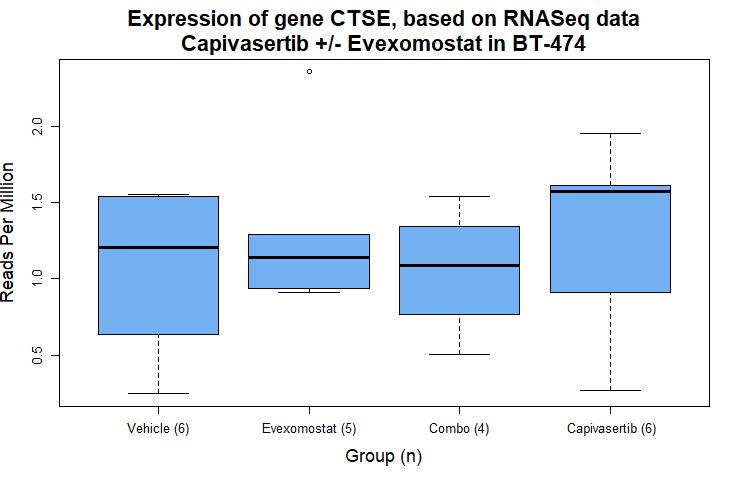 Expression of gene CTSE, based on RNASeq data
Capivasertib +/- Evexomostat in BT-474
Reads Per Million
2.0
1.5
1.0
0.5
Vehicle (6)
Evexomostat (5)
Combo (4)
Capivasertib (6)
Group (n)